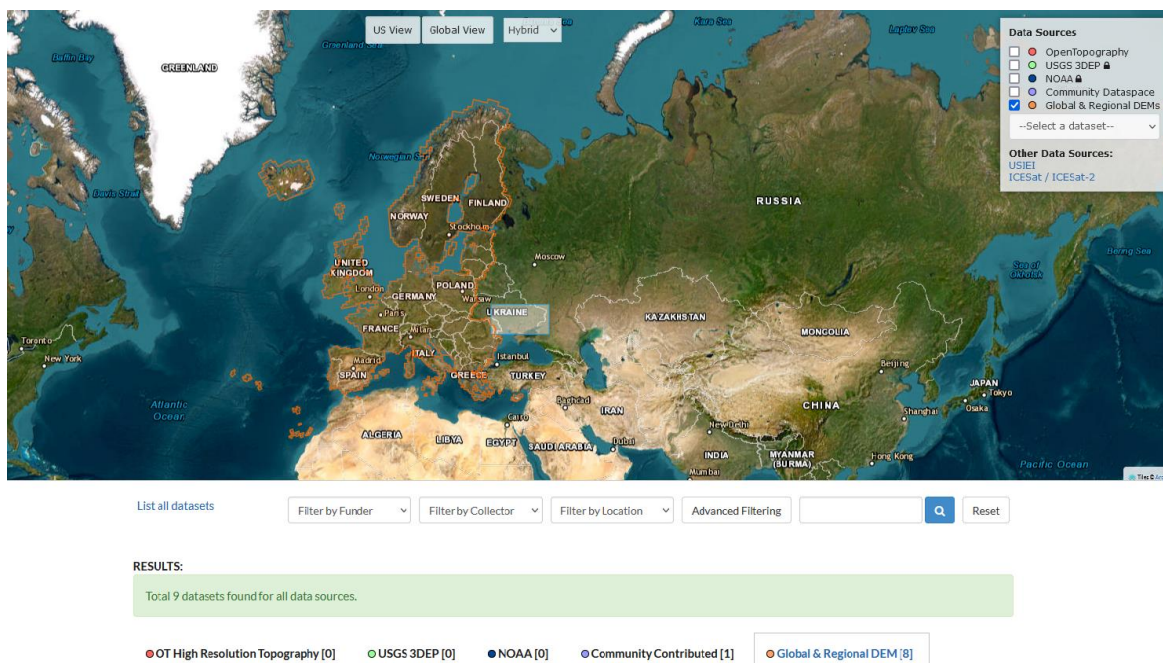 US View
Global View
Hybrid
Kara Sea
Laptev Sea
Greenland Sea
Baffin Bay
GREENLAND
Data Sources
OpenTopography
USGS 3DEP
NOAA
Community Dataspace
Global & Regional DEMs
--Select a dataset--
Other Data Sources:
USIEI
ICESat / ICESat-2
Norwegian
Davis Strait
SWEDEN
FINLAND
NORWAY
Stockholm
RUSSIA
Moscow
Bering Sea
Sea of
Okhotsk
UNITED
KINGDOM
London
POLAND
GERMANY
Warsaw
Paris
UKRAINE
KAZAKHSTAN
FRANCE
Milan
MONGOLIA
Toronto
New York
Madrid
ITALY
Istanbul
SPAIN
GREECE
TURKEY
Beijing
JAPAN
Tokyo
Osaka
Atlantic
Ocean
Baghdad
IRAN
CHINA
Shanghai
Cairo
New Delhi
ALGERIA
LIBYA
EGYPT
SAUDI ARABIA
Dubai
INDIA
MYANMAR
(BURMA)
Hong Kong
Mumbai
Pacific Ocean
Tiles ©
List all datasets
Filter by Funder
Filter by Collector
Filter by Location
Advanced Filtering
Reset
RESULTS:
Total 9 datasets found for all data sources.
OT High Resolution Topography [0]
USGS 3DEP [0]
NOAA [0]
Community Contributed [1]
Global & Regional DEM [8]